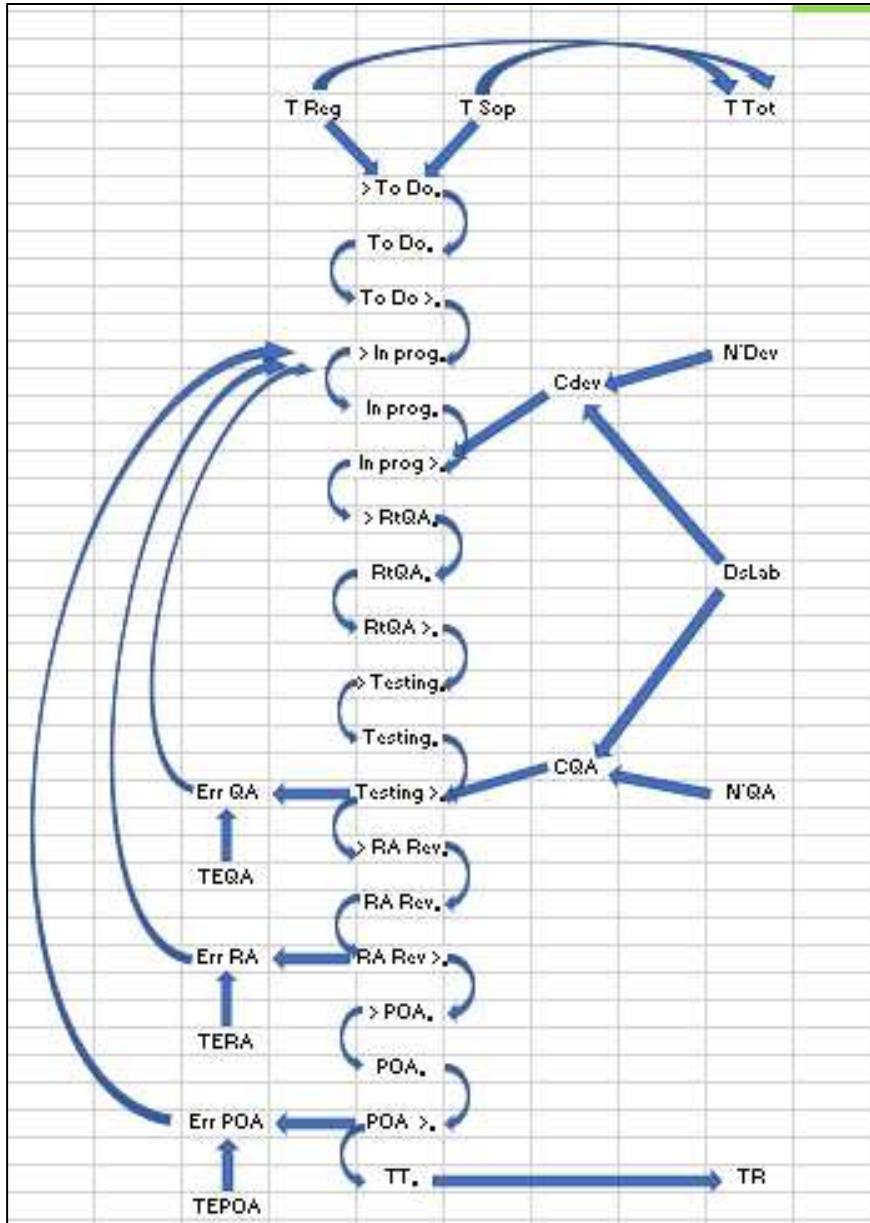 T Reg T Sop T Tot
> To Do.
To Do.
To Do >.
> In prog. N°Dev
Cdev
In prog.
In prog >.
> RtQA.
RtQA. DsLab
RtQA >.
> Testing.
Testing.
CQA
Err QA Testing >. N°QA
> RA Rev.
TEQA
RA Rev.
Err RA RA Rev >.
> POA.
TERA
POA.
Err POA POA >.
TT. TR
TEPOA